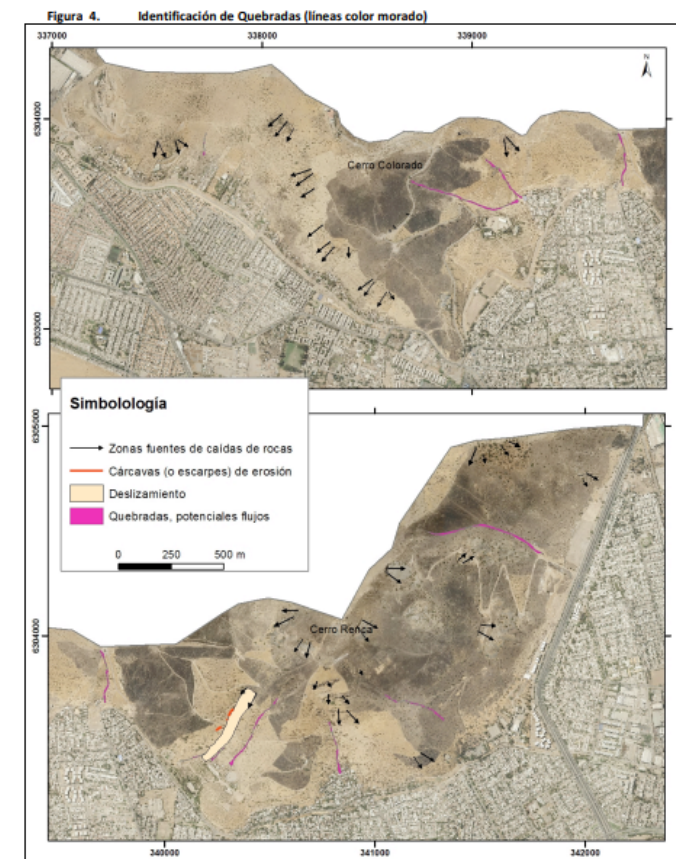 Figura 4. Identificación de Quebradas (líneas color morado)
337000 338000 339000
N
6304000
Cerro Colorado
6303000
Simbolología
Zonas fuentes de caídas de rocas
Cárcavas (o escarpes) de erosión
Deslizamiento
Quebradas, potenciales flujos
0 250 500 m
6305000
6304000
Cerro Renca
340000 341000 342000